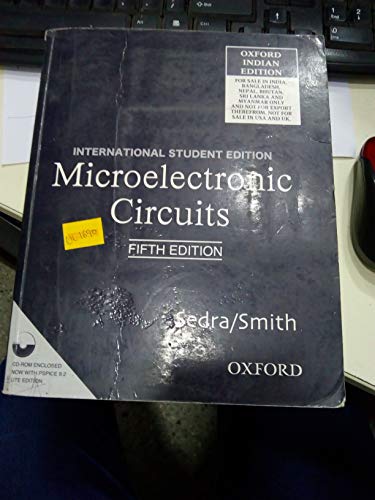 OXFORD
INDIAN
EDITION
FOR SALE IN INDIA,
BANGLADESH,
NEPAL, BHUTAN,
SRI LANKA AND
MYANMAR ONLY
AND NOT FOR EXPORT
THEREFROM. NOT FOR
SALE IN USA AND UK.
INTERNATIONAL STUDENT EDITION
Microelectronic
Circuits
FIFTH EDITION
Sedra/Smith
CD-ROM ENCLOSED
NOW WITH PSPICE 9.2
LITE EDITION
OXFORD